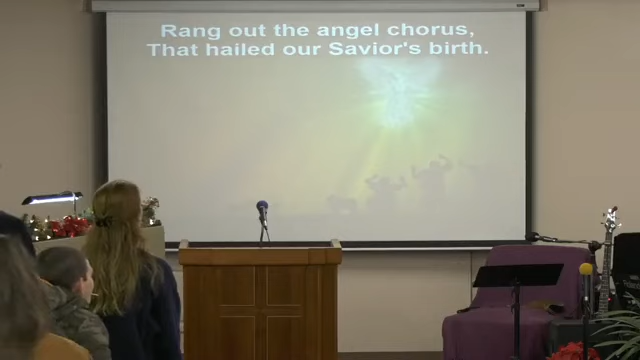 Rang out the angel chorus,
That hailed our Savior's birth.